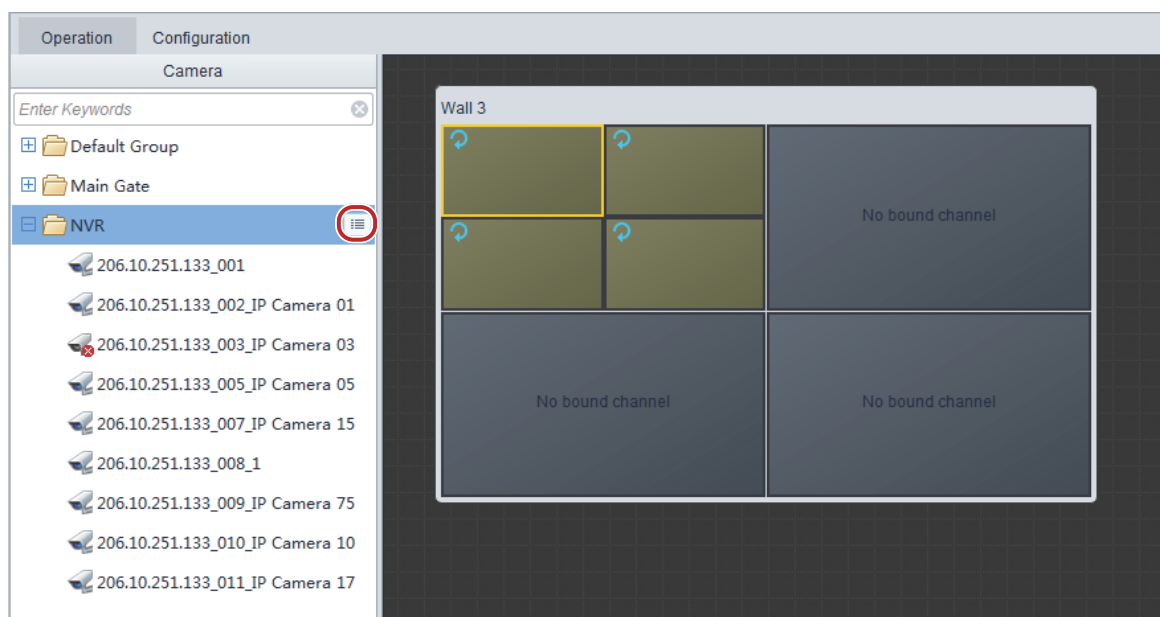 Operation Configuration
Camera
Enter Keywords
Default Group
Main Gate
NVR
206.10.251.133_001
206.10.251.133_002_IP Camera 01
206.10.251.133_003_IP Camera 03
206.10.251.133_005_IP Camera 05
206.10.251.133_007_IP Camera 15
206.10.251.133_008_1
206.10.251.133_009_IP Camera 75
206.10.251.133_010_IP Camera 10
206.10.251.133_011_IP Camera 17
Wall 3
No bound channel
No bound channel
No bound channel